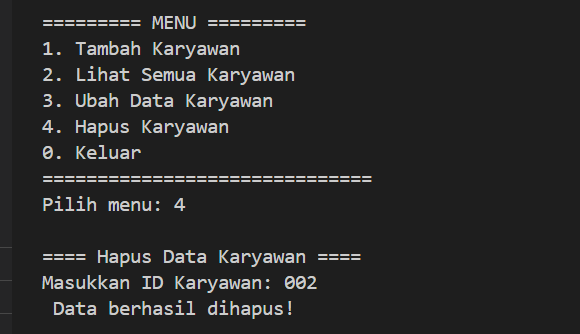 ========= MENU =========
1. Tambah Karyawan
2. Lihat Semua Karyawan
3. Ubah Data Karyawan
4. Hapus Karyawan
0. Keluar
==============================
Pilih menu: 4
==== Hapus Data Karyawan ====
Masukkan ID Karyawan: 002
 Data berhasil dihapus!